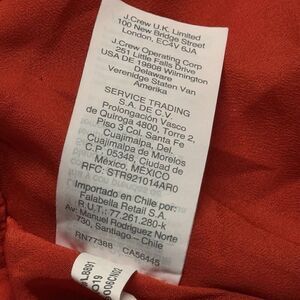 J.Crew U.K. Limited
100 New Bridge Street
London, EC4V 6JA
J.Crew Operating Corp
251 Little Falls Drive
USA DE 19808 Wilmington
Delaware
Verenidge Staten Van
Amerika
SERVICE TRADING
S.A. DE C.V.
Prolongación Vasco
de Quiroga 4800, Torre 2,
Piso 3 Col. Santa Fe
Cuajimalpa, Del.
Cuajimalpa de Morelos
C.P. 05348, Ciudad de
México, MÉXICO
RFC: STR921014AR0
Importado en Chile por:
Falabella Retail S.A.
R.U.T.: 77.261.280-k
Av: Manuel Rodríguez Norte
730, Santiago – Chile
RN77388 CA56445